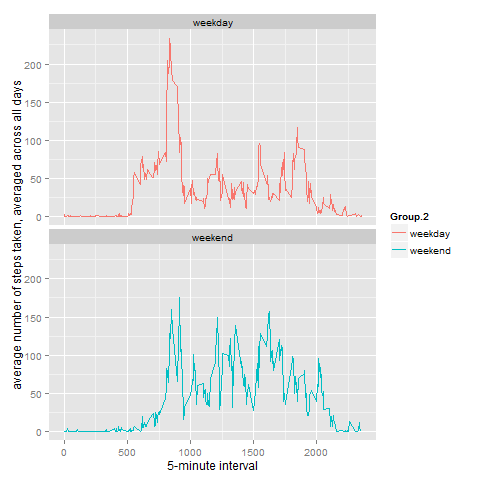 weekday
200
150
100
50
0
weekend
200
150
100
50
0
0
500
1000
1500
2000
5-minute interval
average number of steps taken, averaged across all days
Group.2
weekday
weekend